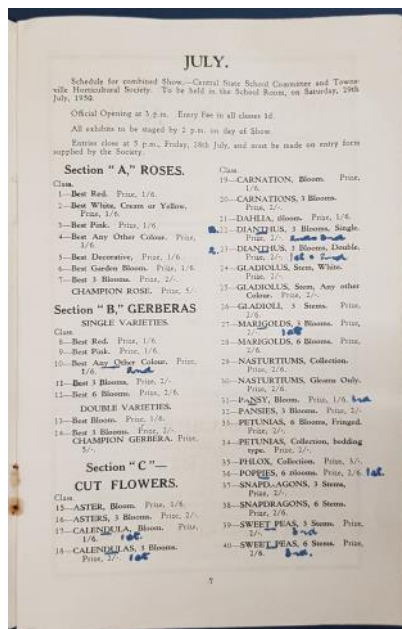 JULY.
Schedule for combined Show.—Central State School Committee and Towns-
ville Horticultural Society. To be held in the School Room, on Saturday, 29th
July, 1950.
Official Opening at 3 p.m. Entry Fee in all classes 3d.
All exhibits to be staged by 2 p.m. on day of Show.
Entries close at 5 p.m., Friday, 28th July, and must be made on entry form
supplied by the Society.
Section "A," ROSES.
Class.
1—Best Red. Prize, 1/6.
2—Best White, Cream or Yellow.
Prize, 1/6.
3—Best Pink. Prize, 1/6.
4—Best Any Other Colour. Prize,
1/6.
5—Best Decorative, Prize, 1/6.
6—Best Garden Bloom. Prize, 1/6.
7—Best 3 Blooms. Prize, 2/-.
CHAMPION ROSE. Prize, 5/-
Section "B," GERBERAS
SINGLE VARIETIES.
Class
8—Best Red. Prize, 1/6.
9—Best Pink. Prize, 1/6.
10—Best Any Other Colour. Prize,
1/6. 2nd
11—Best 3 Blooms. Prize, 2/-.
12—Best 6 Blooms. Prize, 2/6.
DOUBLE VARIETIES.
13—Best Bloom. Prize, 1/6.
14—Best 3 Blooms. Prize, 2/-.
CHAMPION GERBERA. Prize,
5/-.
Section "C"—
CUT FLOWERS.
Class
15—ASTER, Bloom. Prize, 1/6.
16—ASTERS, 3 Blooms. Prize, 2/-.
17—CALENDULA, Bloom. Prize,
1/6. 1st
18—CALENDULAS, 3 Blooms.
Prize, 2/-. 1st
Class.
19—CARNATION, Bloom. Prize,
1/6.
20—CARNATIONS, 3 Blooms.
Prize, 2/-.
21—DAHLIA, Bloom. Prize, 1/6.
22—DIANTHUS, 3 Blooms, Single.
Prize, 2/-.
2 23—DIANTHUS, 3 Blooms, Double.
Prize, 2/-. 1st & 2nd
24—GLADIOLUS, Stem, White.
Prize, 2/-.
25—GLADIOLUS, Stem, Any other
Colour. Prize, 2/-.
26—GLADIOLI, 3 Stems. Prize,
2/6.
27—MARIGOLDS, 3 Blooms. Prize,
2/-. 1st
28—MARIGOLDS, 6 Blooms. Prize,
2/6.
29—NASTURTIUMS, Collection.
Prize, 2/6.
30—NASTURTIUMS, Gleams Only.
Prize, 2/6.
31—PANSY, Bloom. Prize, 1/6. 3rd
32—PANSIES, 3 Blooms. Prize, 2/-
33—PETUNIAS, 6 Blooms, Fringed.
Prize, 2/-.
34—PETUNIAS, Collection, bedding
type. Prize, 2/-.
35—PHLOX, Collection. Prize, 3/-.
36—POPPIES, 6 blooms. Prize, 2/6. 1st.
37—SNAPDRAGONS, 3 Stems,
Prize, 2/-.
38—SNAPDRAGONS, 6 Stems.
Prize, 2/6.
39—SWEET PEAS, 3 Stems. Prize,
2/-. 3rd
40—SWEET PEAS, 6 Stems. Prize,
2/6. 3rd.
7